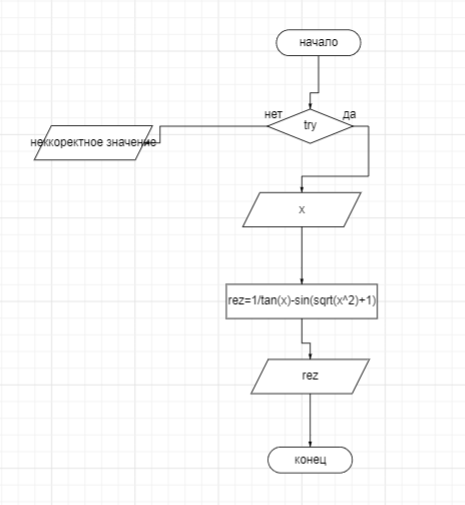 начало
нет
да
try
неккоректное значение
x
rez=1/tan(x)-sin(sqrt(x^2)+1)
rez
конец